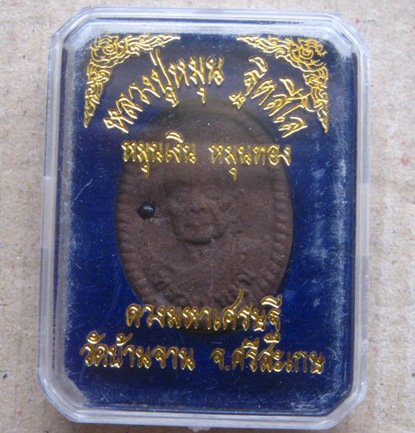 หลวงปู่หมุน ฐิตสีโล
หมุนเงิน หมุนทอง
ดวงมหาเศรษฐี
วัดบ้านจาน จ.ศรีสะเกษ